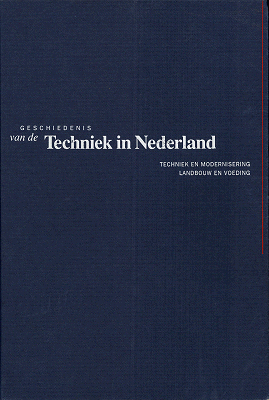 GESCHIEDENIS
van de Techniek in Nederland
TECHNIEK EN MODERNISERING
LANDBOUW EN VOEDING